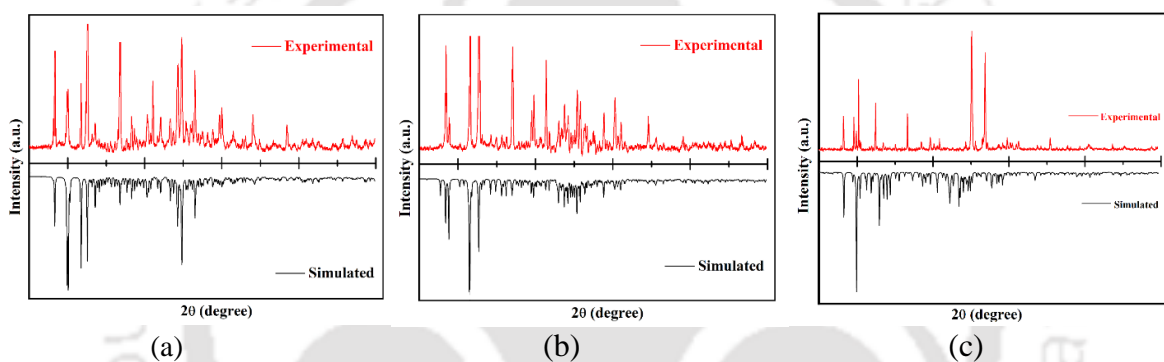 Experimental
Intensity (a.u.)
Simulated
2θ (degree)
(a)
Experimental
Intensity (a.u.)
Simulated
2θ (degree)
(b)
Experimental
Intensity (a.u.)
Simulated
2θ (degree)
(c)